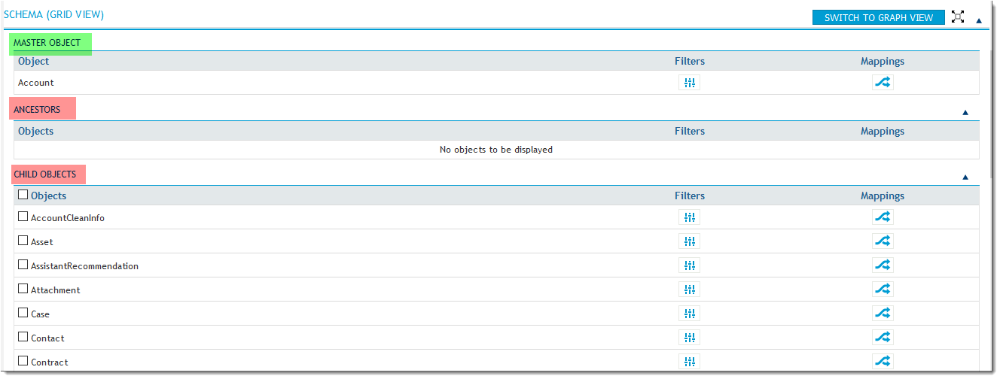 SCHEMA (GRID VIEW) SWITCH TO GRAPH VIEW
MASTER OBJECT
Object Filters Mappings
Account
ANCESTORS
Objects Filters Mappings
No objects to be displayed
CHILD OBJECTS
Objects Filters Mappings
AccountCleanInfo
Asset
AssistantRecommendation
Attachment
Case
Contact
Contract